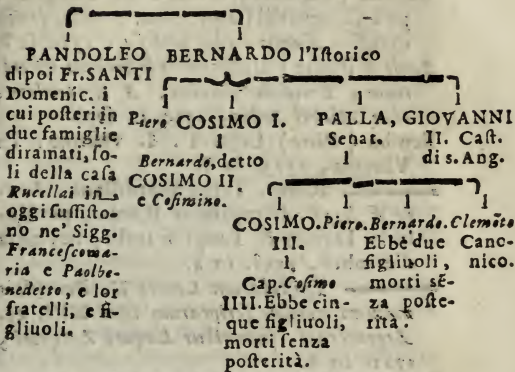 PANDOLFO BERNARDO l'Iſtorico
dipoi Fr. SANTI
Domenic. i
cui poſteri in
due famiglie
diramati, ſo-
li della caſa
Rucellai in
oggi ſuſſiſto-
no ne' Sigg.
Franceſcoma-
ria e Paolbe-
nedetto, e lor
fratelli, e fi-
gliuoli.
Piero COSIMO I. PALLA, GIOVANNI
Senat. II. Caſt.
di s. Ang.
Bernardo, detto
COSIMO II.
e Coſimino.
COSIMO. Piero. Bernardo. Clemēte
III. Ebbe due Cano-
figliuoli, nico.
Cap. Coſimo morti ſē-
IIII. Ebbe cin- za poſte-
que figliuoli, rità.
morti ſenza
poſterità.